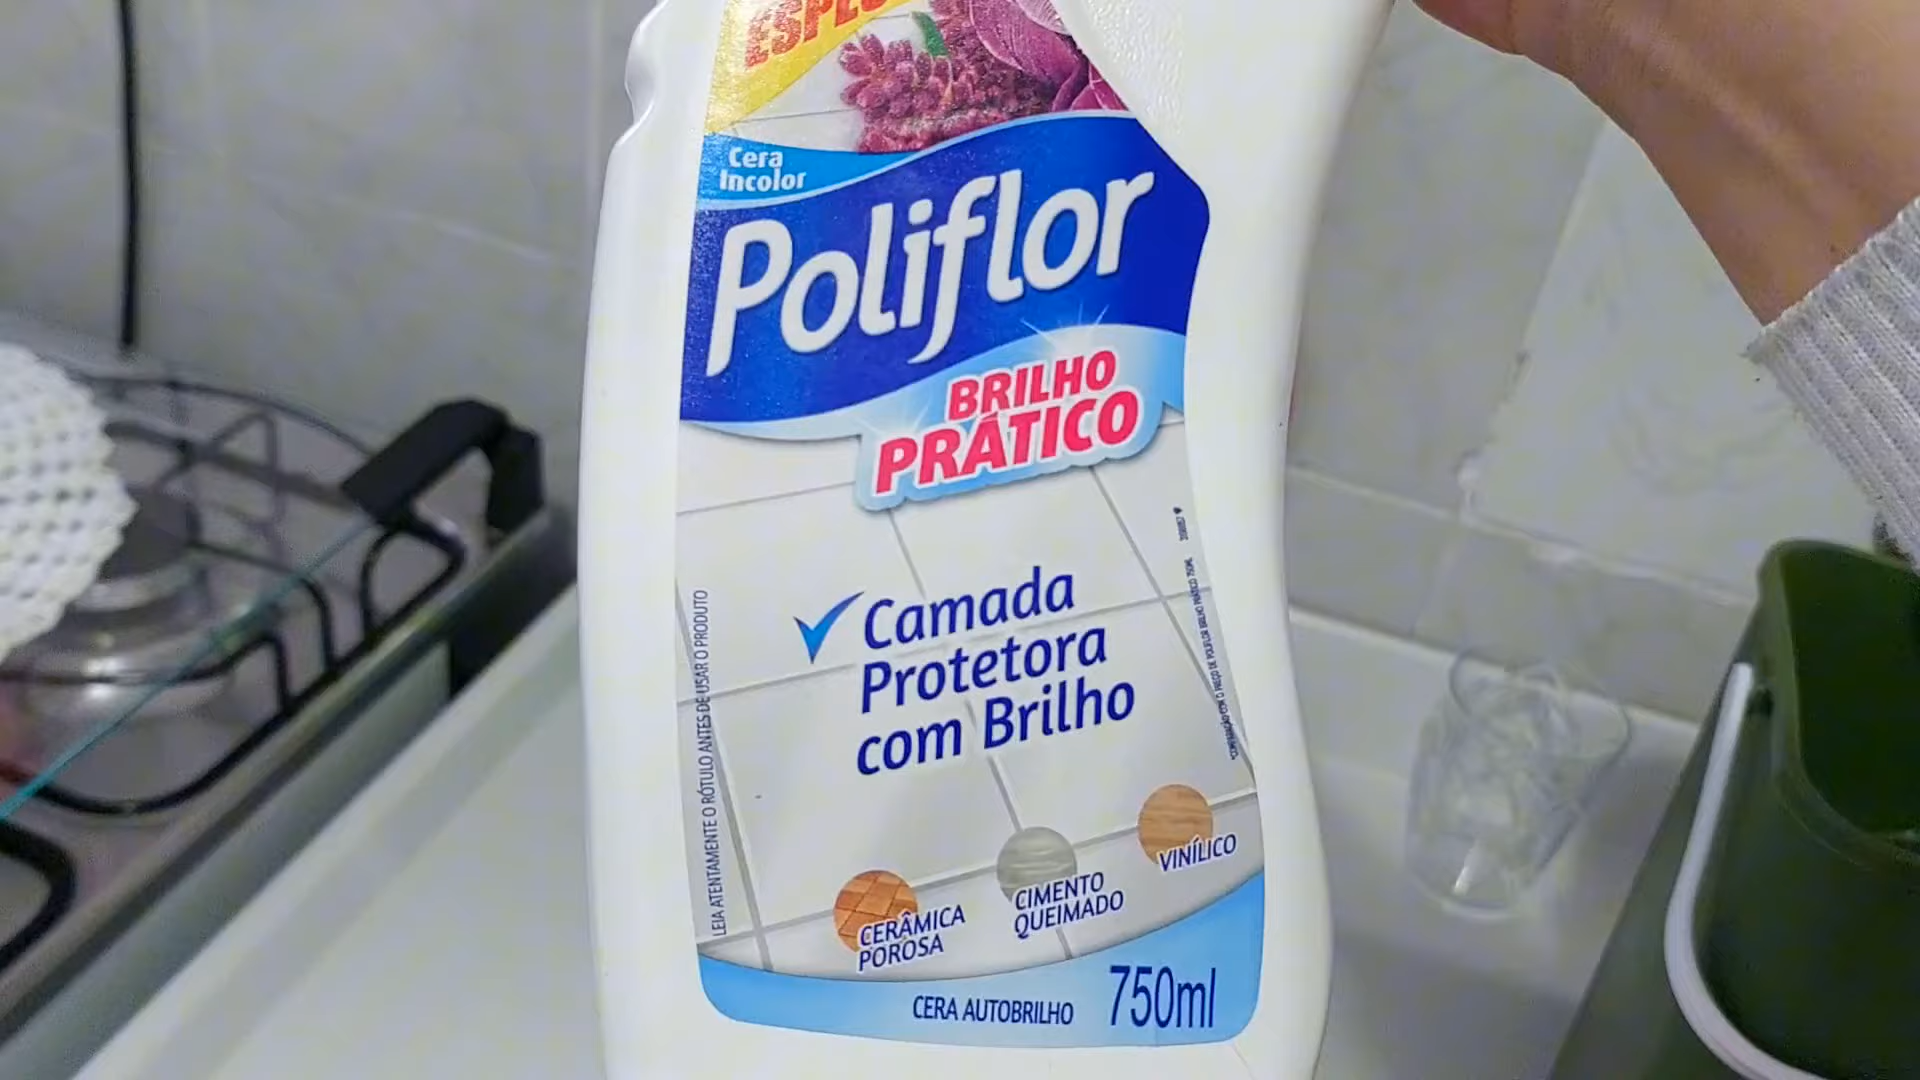 Cera
Incolor
Poliflor
BRILHO
PRÁTICO
Camada
Protetora
com Brilho
LEIA ATENTAMENTE O RÓTULO ANTES DE USAR O PRODUTO
CERÂMICA
POROSA
CIMENTO
QUEIMADO
VINÍLICO
CERA AUTOBRILHO
750ml